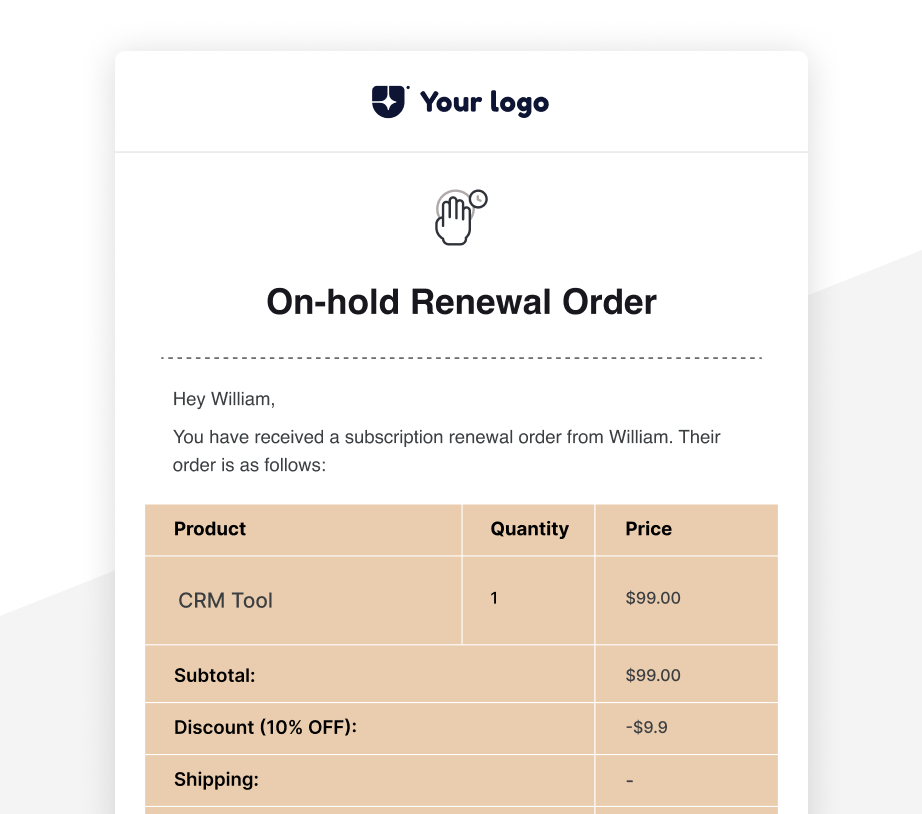 Your logo
On-hold Renewal Order
Hey William,
You have received a subscription renewal order from William. Their
order is as follows:
Product Quantity Price
CRM Tool 1 $99.00
Subtotal: $99.00
Discount (10% OFF): -$9.9
Shipping: -